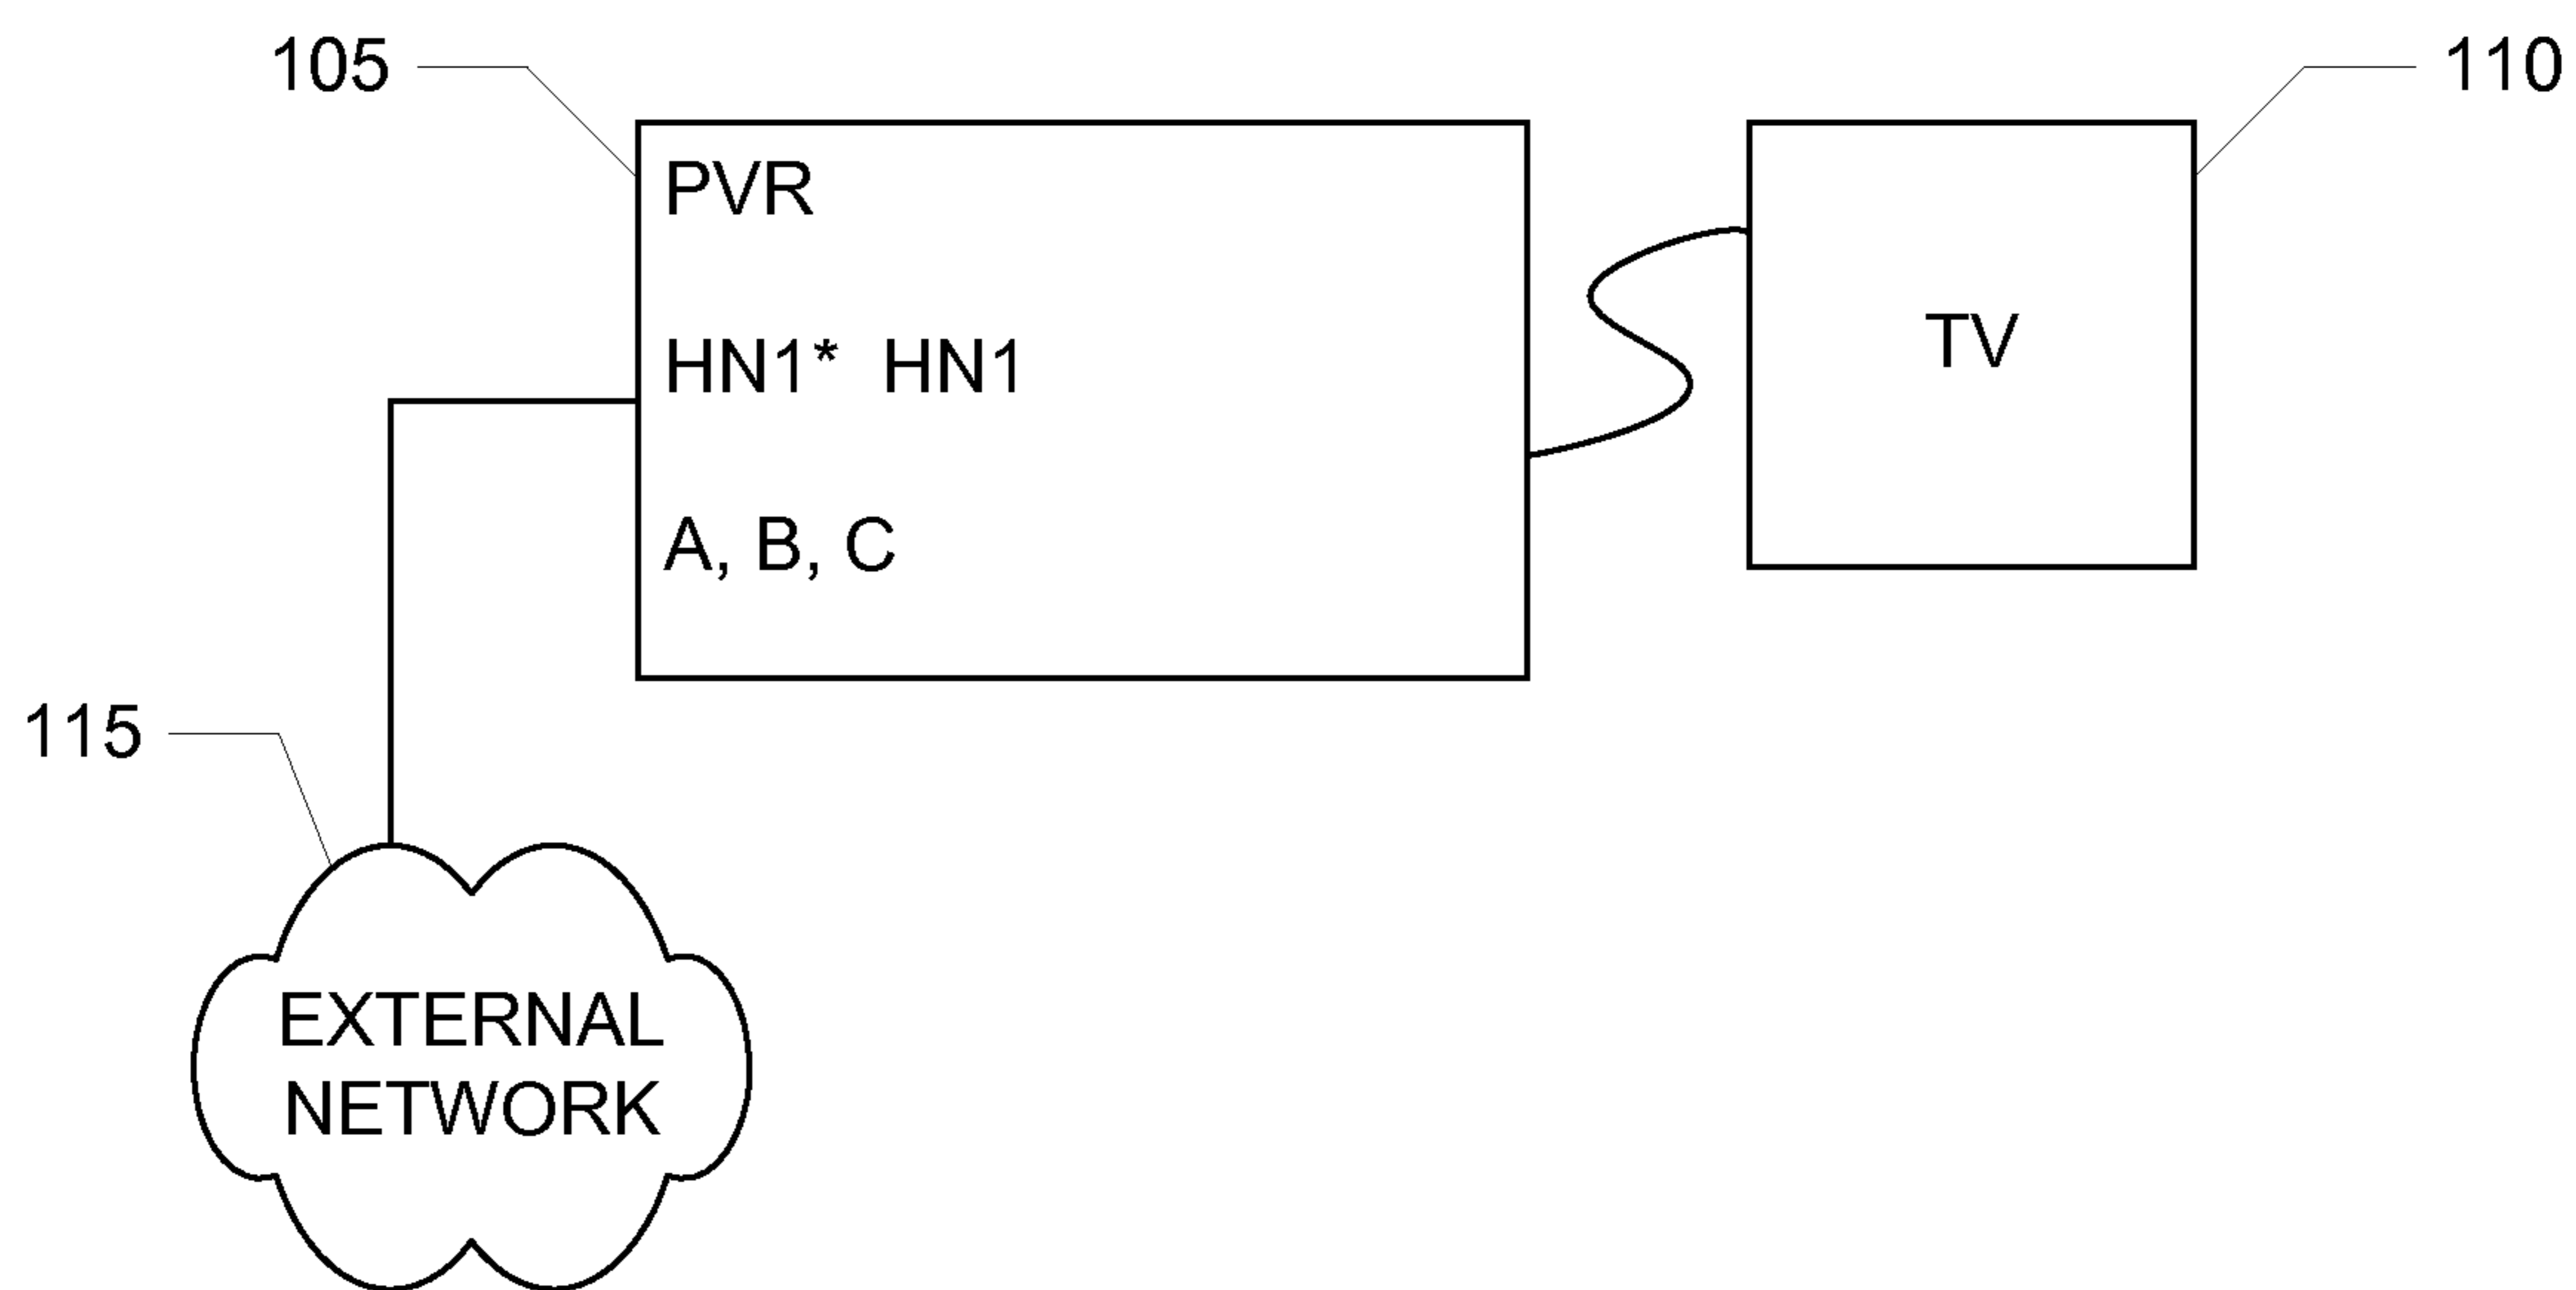 105
110
PVR
HN1* HN1
TV
A, B, C
115
EXTERNAL
NETWORK